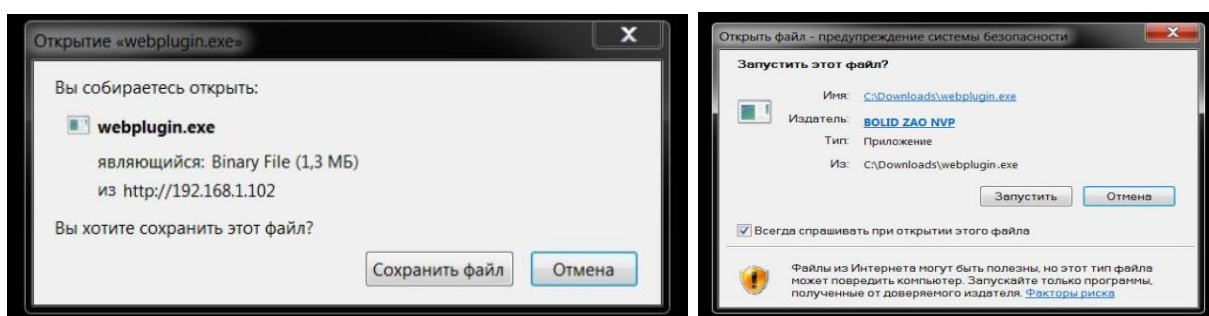 Открытие «webplugin.exe»
Вы собираетесь открыть:
webplugin.exe
являющийся: Binary File (1,3 МБ)
из http://192.168.1.102
Вы хотите сохранить этот файл?
Сохранить файл
Отмена
Открыть файл - предупреждение системы безопасности
Запустить этот файл?
Имя: C:\Downloads\webplugin.exe
Издатель: BOLID ZAO NVP
Тип: Приложение
Из: C:\Downloads\webplugin.exe
Запустить
Отмена
Всегда спрашивать при открытии этого файла
Файлы из Интернета могут быть полезны, но этот тип файла
может повредить компьютер. Запускайте только программы,
полученные от доверяемого издателя. Факторы риска